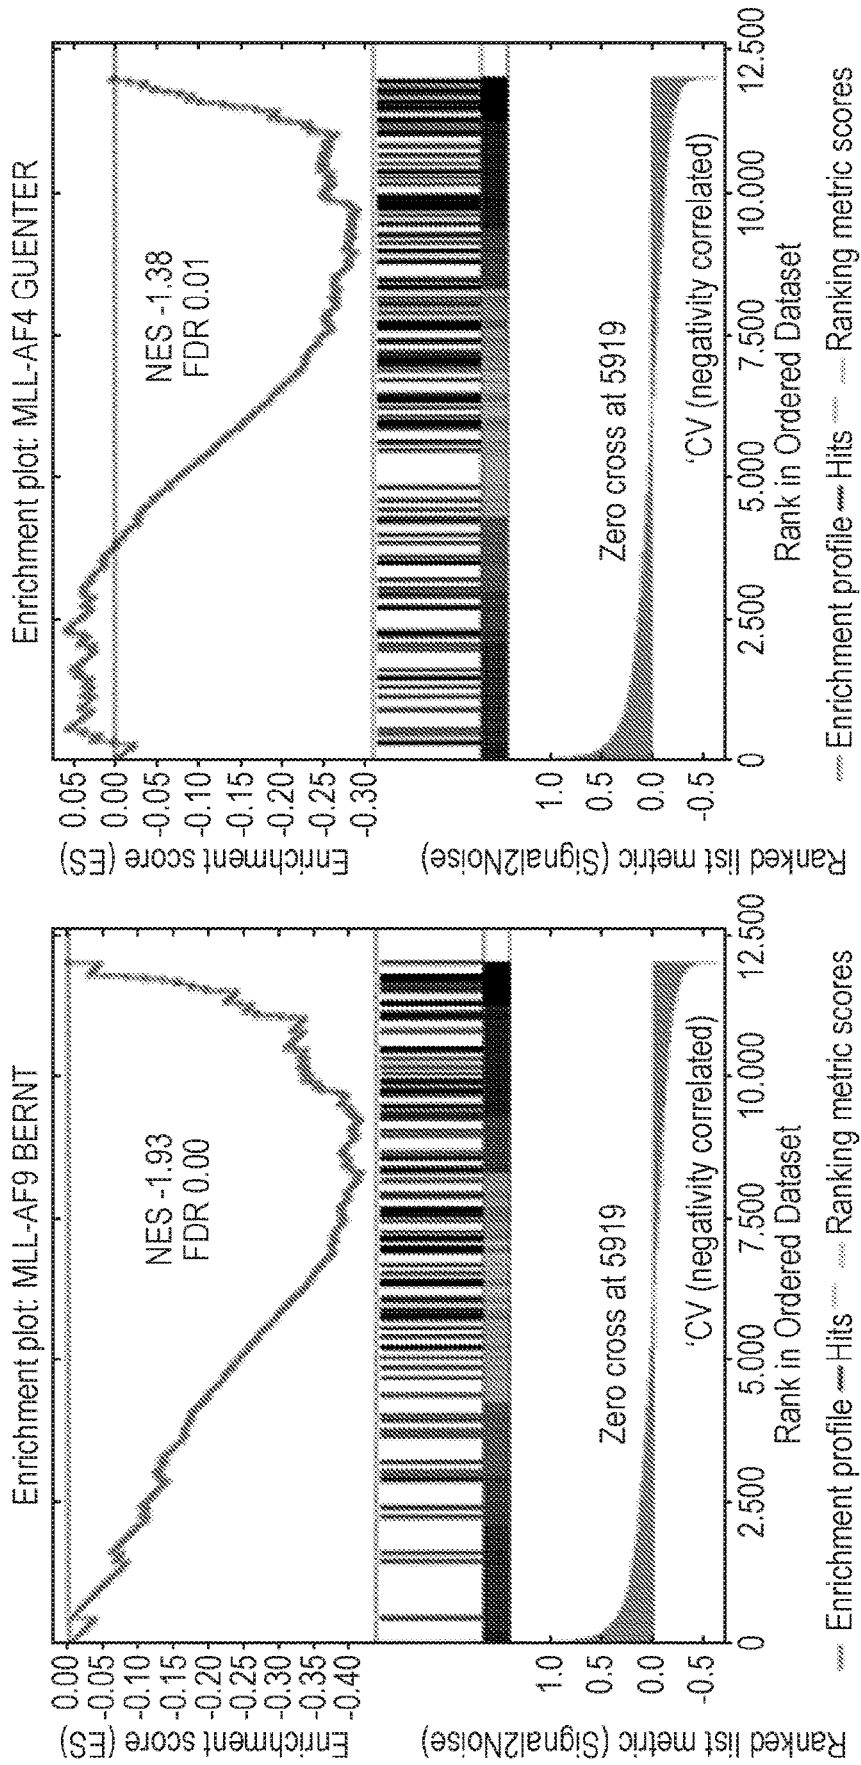 Enrichment plot: MLL-AF9 BERNT
Enrichment score (ES)
0.00
-0.05
-0.10
-0.15
-0.20
-0.25
-0.30
-0.35
-0.40
NES -1.93
FDR 0.00
Ranked list metric (Signal2Noise)
1.0
0.5
0.0
-0.5
Zero cross at 5919
'CV (negativity correlated)
0 2.500 5.000 7.500 10.000 12.500
Rank in Ordered Dataset
Enrichment profile Hits Ranking metric scores
Enrichment plot: MLL-AF4 GUENTER
Enrichment score (ES)
0.05
0.00
-0.05
-0.10
-0.15
-0.20
-0.25
-0.30
NES -1.38
FDR 0.01
Ranked list metric (Signal2Noise)
1.0
0.5
0.0
-0.5
Zero cross at 5919
'CV (negativity correlated)
0 2.500 5.000 7.500 10.000 12.500
Rank in Ordered Dataset
Enrichment profile Hits Ranking metric scores